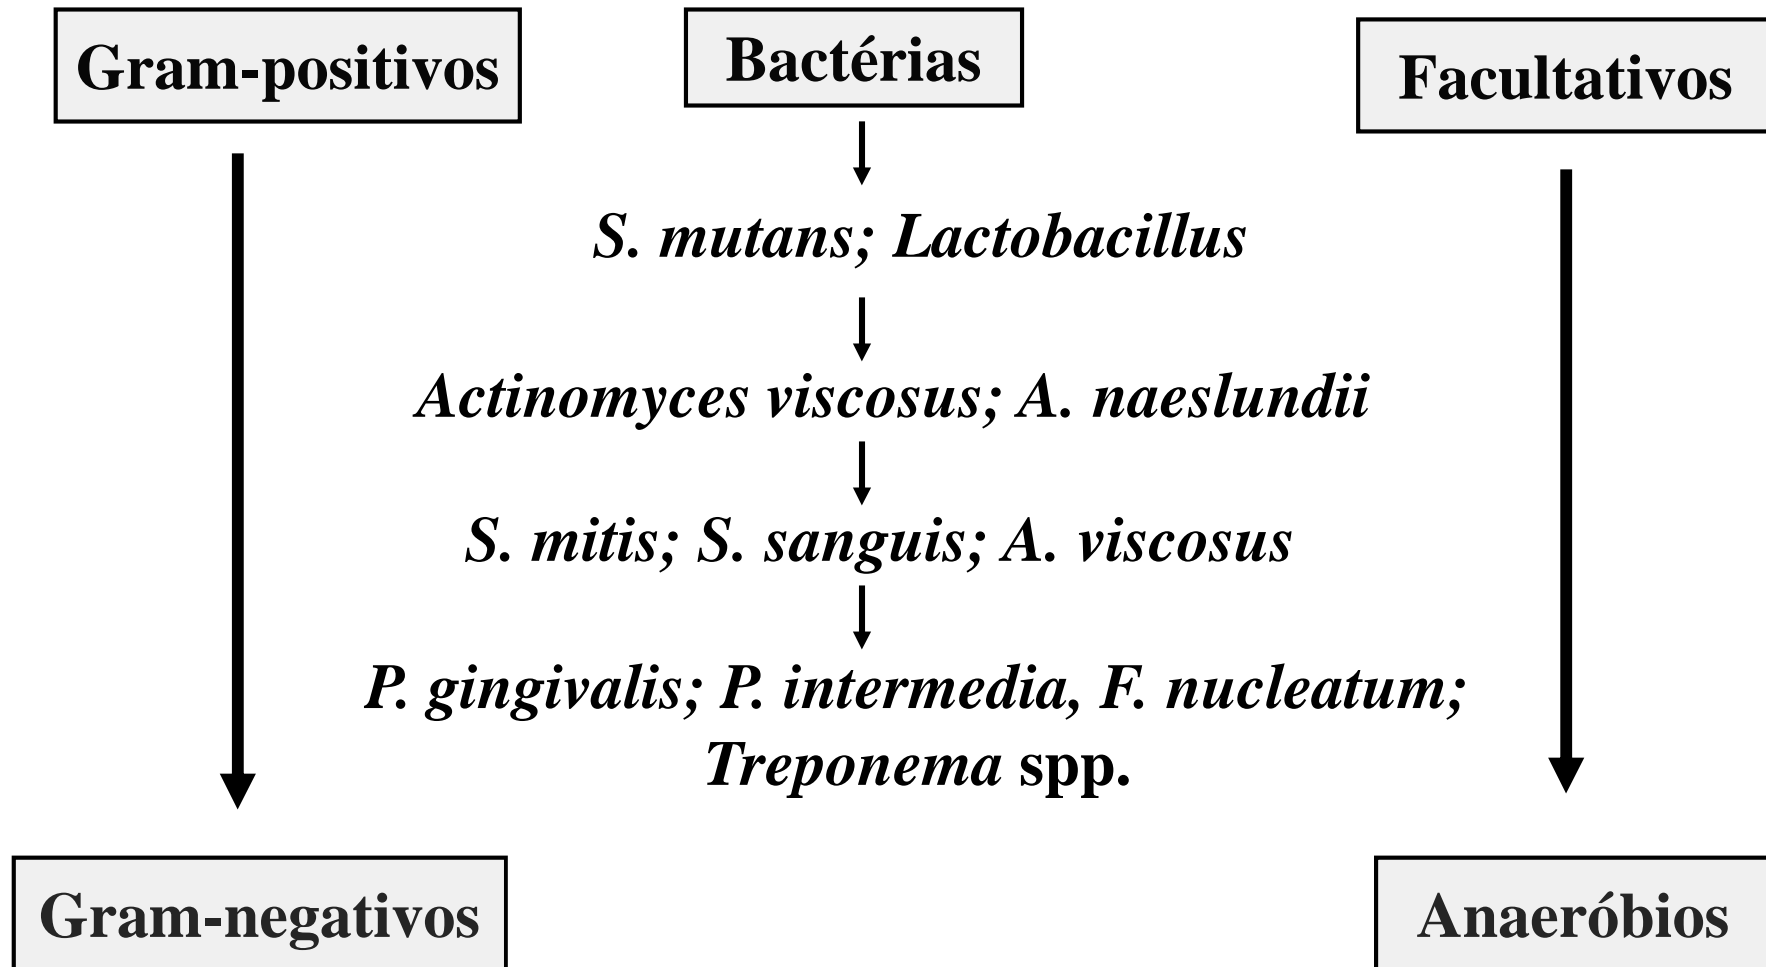 Gram-positivos
Bactérias
Facultativos
S. mutans; Lactobacillus
Actinomyces viscosus; A. naeslundii
S. mitis; S. sanguis; A. viscosus
P. gingivalis; P. intermedia, F. nucleatum;
Treponema spp.
Gram-negativos
Anaeróbios